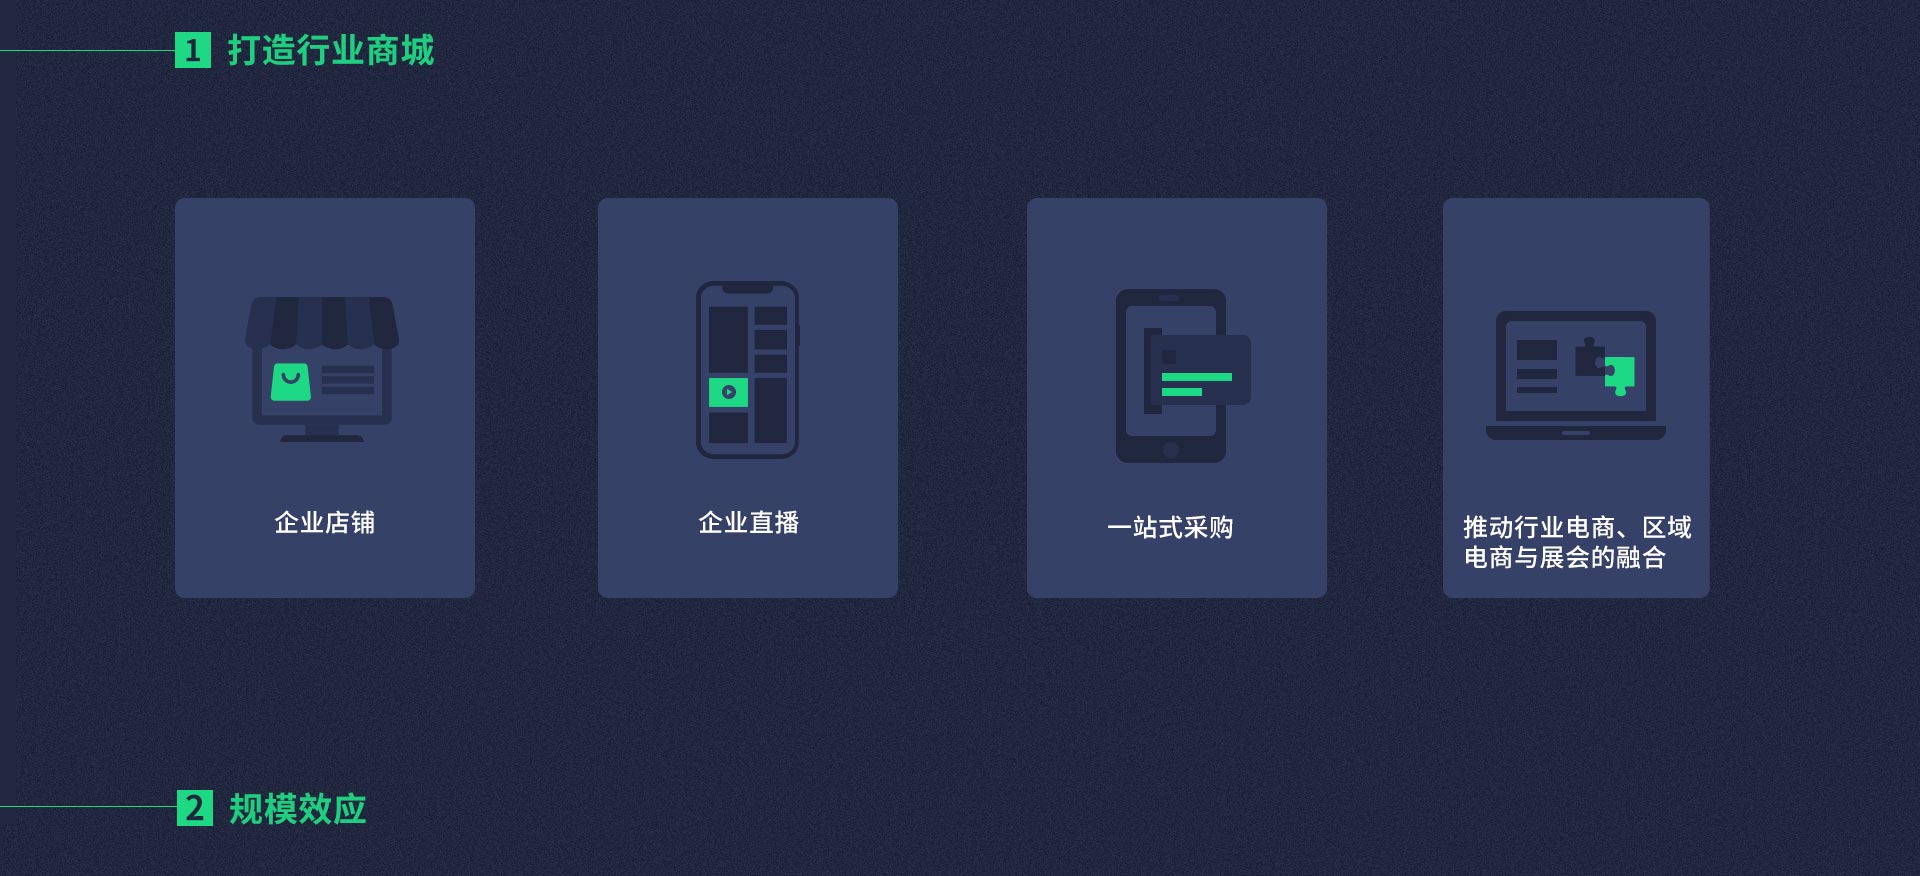 1 打造行业商城
企业店铺
企业直播
一站式采购
推动行业电商、区域
电商与展会的融合
2 规模效应